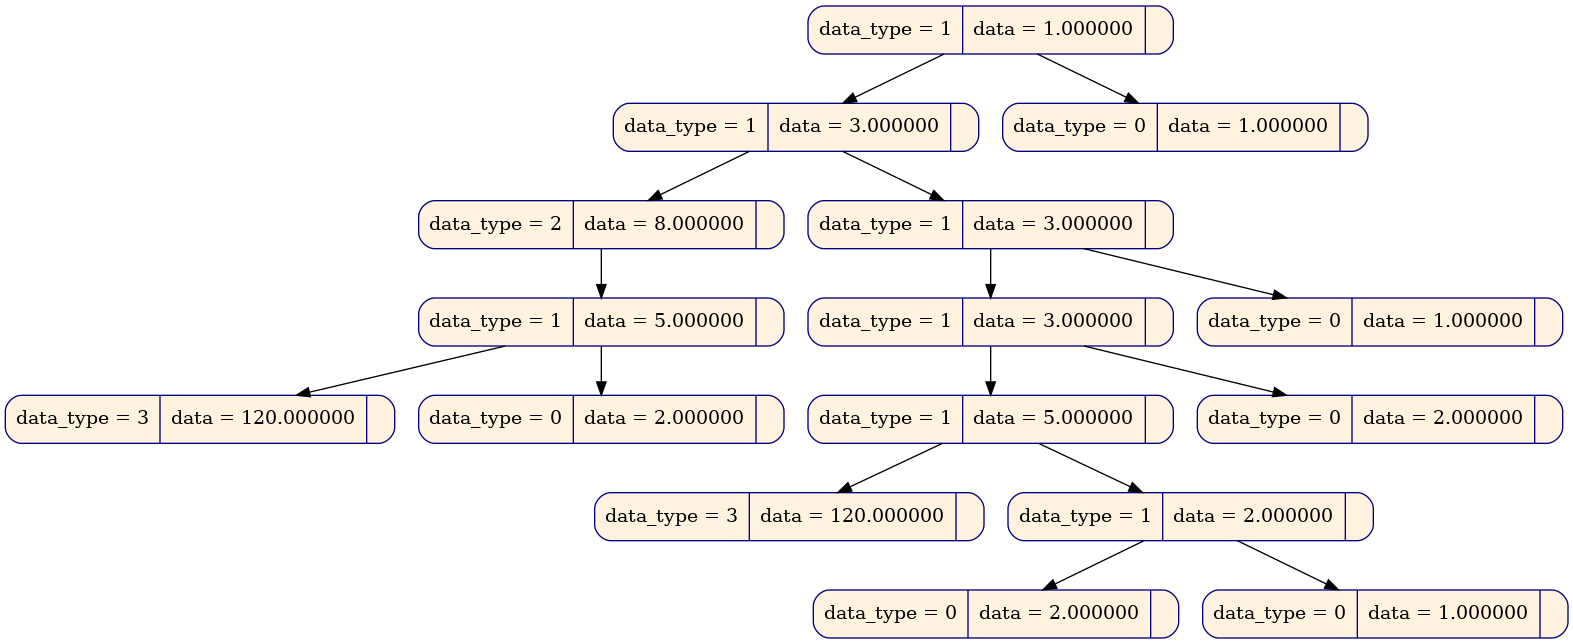 data_type = 1 data = 1.000000
data_type = 1 data = 3.000000
data_type = 0 data = 1.000000
data_type = 2 data = 8.000000
data_type = 1 data = 3.000000
data_type = 1 data = 5.000000
data_type = 1 data = 3.000000
data_type = 0 data = 1.000000
data_type = 3 data = 120.000000
data_type = 0 data = 2.000000
data_type = 1 data = 5.000000
data_type = 0 data = 2.000000
data_type = 3 data = 120.000000
data_type = 1 data = 2.000000
data_type = 0 data = 2.000000
data_type = 0 data = 1.000000